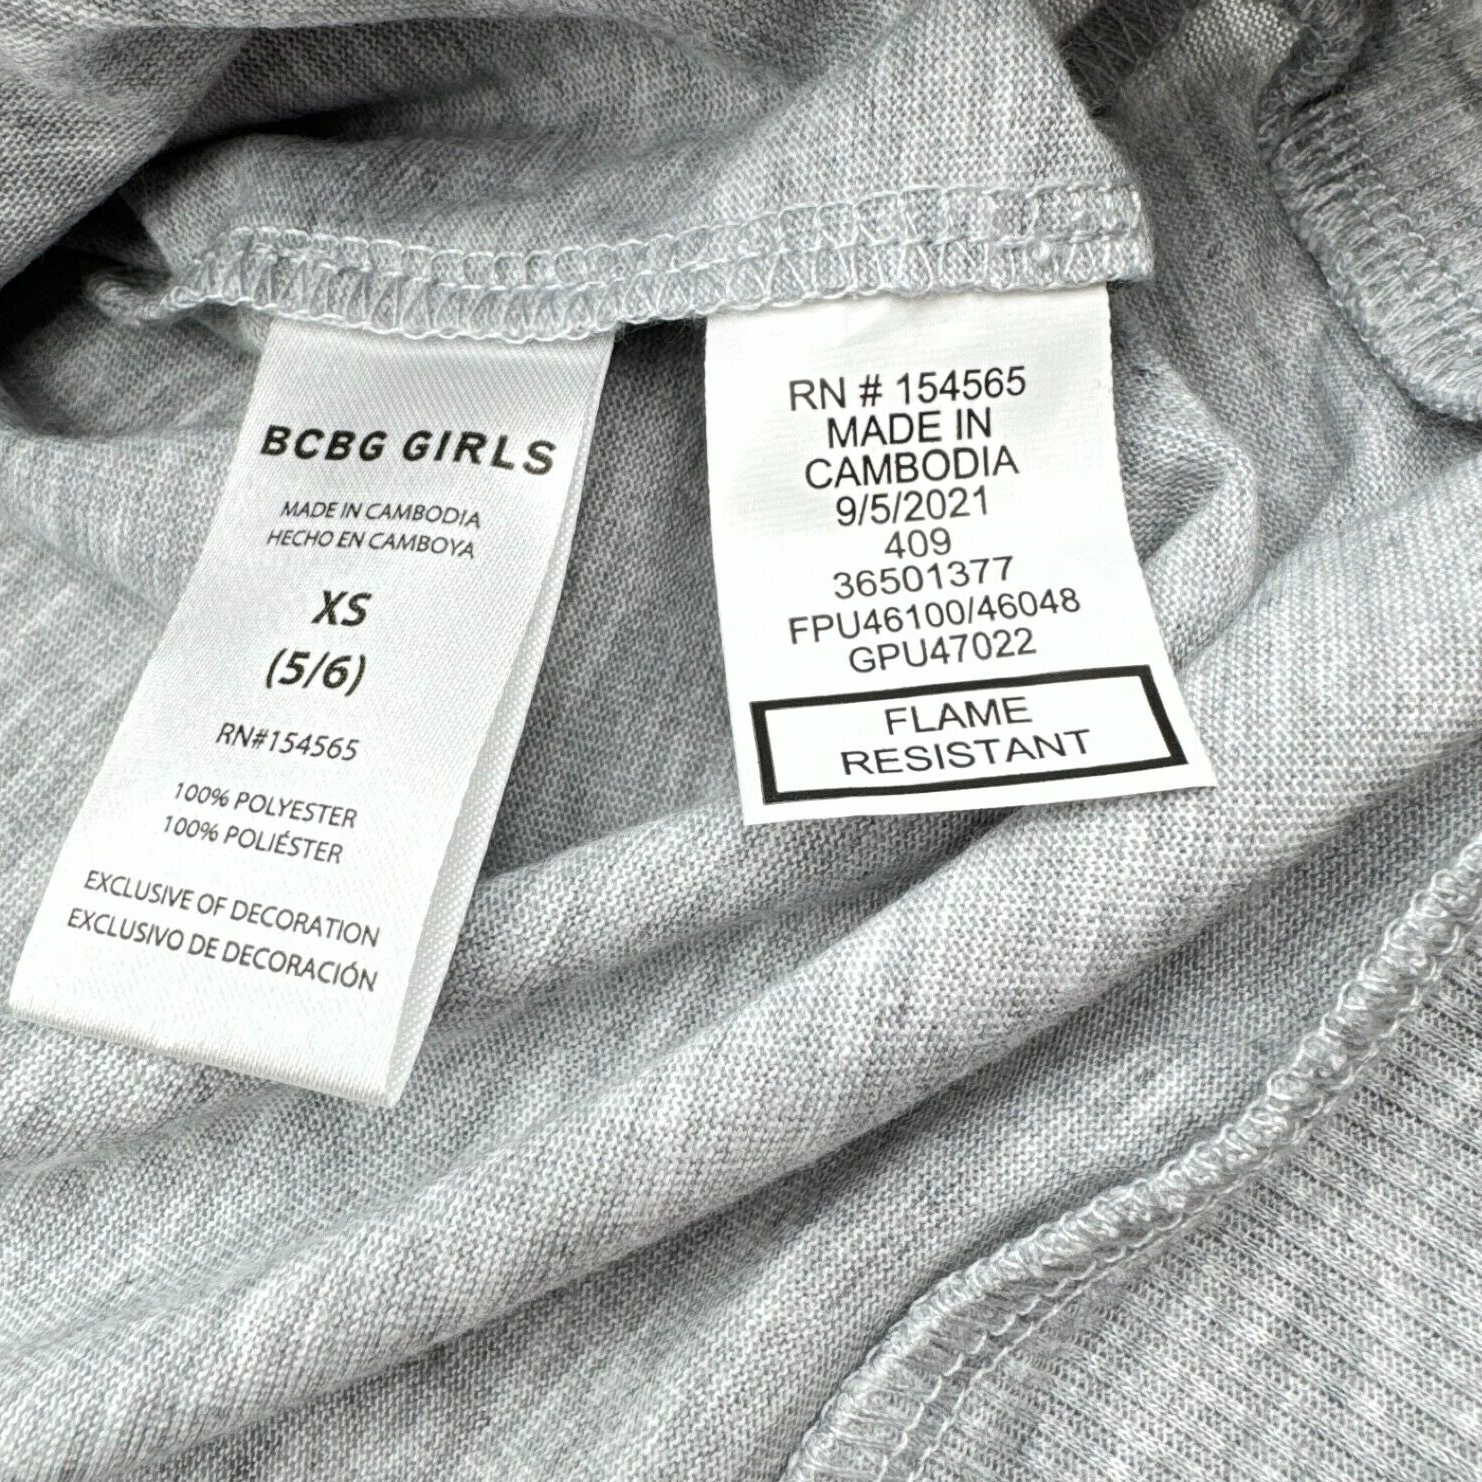 BCBG GIRLS
MADE IN CAMBODIA
HECHO EN CAMBOYA
XS
(5/6)
RN#154565
100% POLYESTER
100% POLIÉSTER
EXCLUSIVE OF DECORATION
EXCLUSIVO DE DECORACIÓN
RN # 154565
MADE IN
CAMBODIA
9/5/2021
409
36501377
FPU46100/46048
GPU47022
FLAME
RESISTANT